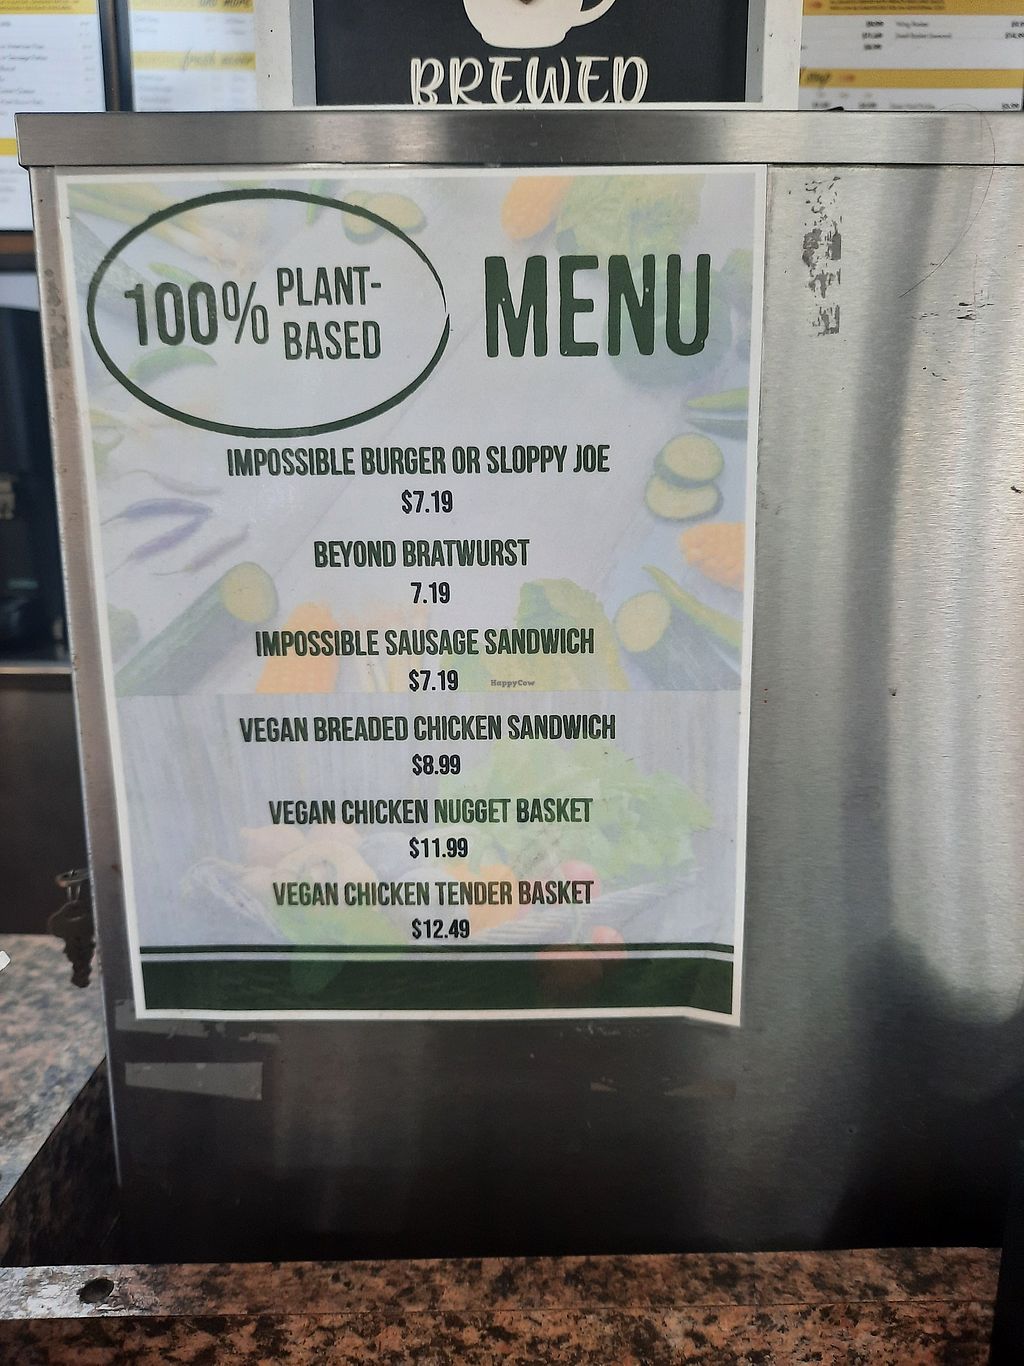 BREWED
100% PLANT-
BASED
MENU
IMPOSSIBLE BURGER OR SLOPPY JOE
$7.19
BEYOND BRATWURST
7.19
IMPOSSIBLE SAUSAGE SANDWICH
$7.19
HappyCow
VEGAN BREADED CHICKEN SANDWICH
$8.99
VEGAN CHICKEN NUGGET BASKET
$11.99
VEGAN CHICKEN TENDER BASKET
$12.49